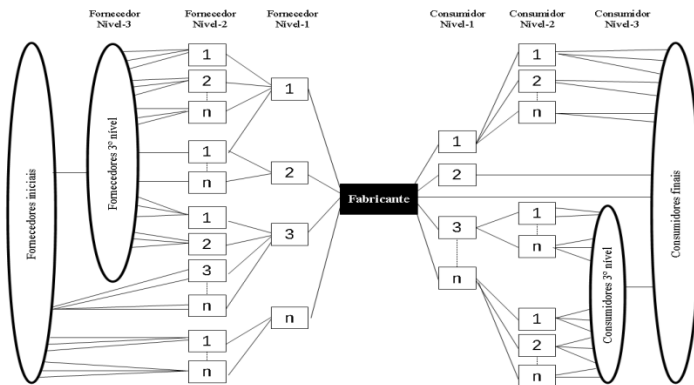 Fornecedor Fornecedor Fornecedor Consumidor Consumidor Consumidor
Nível-3 Nível-2 Nível-1 Nível-1 Nível-2 Nível-3
Fornecedores iniciais
Fornecedores 3º nível
1
2
n
1
n
1
2
3
n
1
n
1
2
3
n
Fabricante
1
2
3
n
1
2
n
1
n
1
2
n
Consumidores 3º nível
Consumidores finais